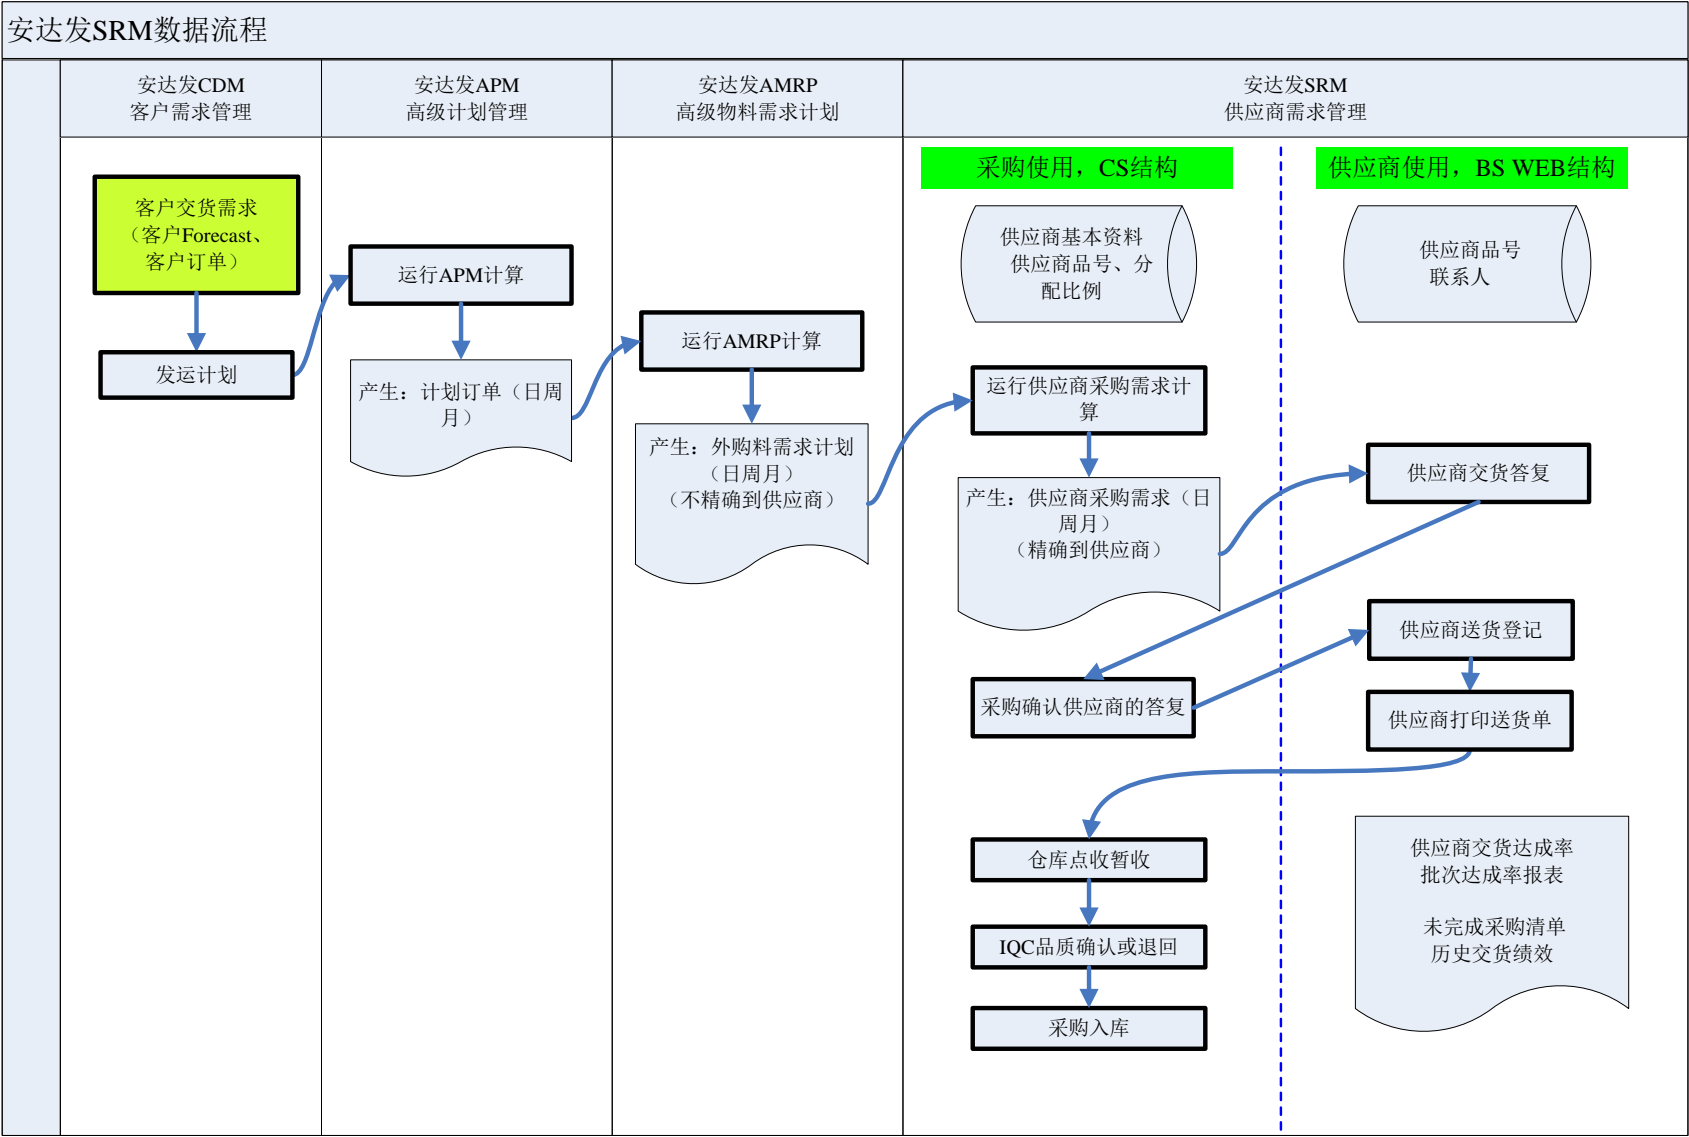 安达发SRM数据流程
安达发CDM
客户需求管理
安达发APM
高级计划管理
安达发AMRP
高级物料需求计划
安达发SRM
供应商需求管理
客户交货需求
（客户Forecast、
客户订单）
发运计划
运行APM计算
产生：计划订单（日周
月）
运行AMRP计算
产生：外购料需求计划
（日周月）
（不精确到供应商）
采购使用，CS结构
供应商基本资料
供应商品号、分
配比例
运行供应商采购需求计
算
产生：供应商采购需求（日
周月）
（精确到供应商）
采购确认供应商的答复
仓库点收暂收
IQC品质确认或退回
采购入库
供应商使用，BS WEB结构
供应商品号
联系人
供应商交货答复
供应商送货登记
供应商打印送货单
供应商交货达成率
批次达成率报表
未完成采购清单
历史交货绩效